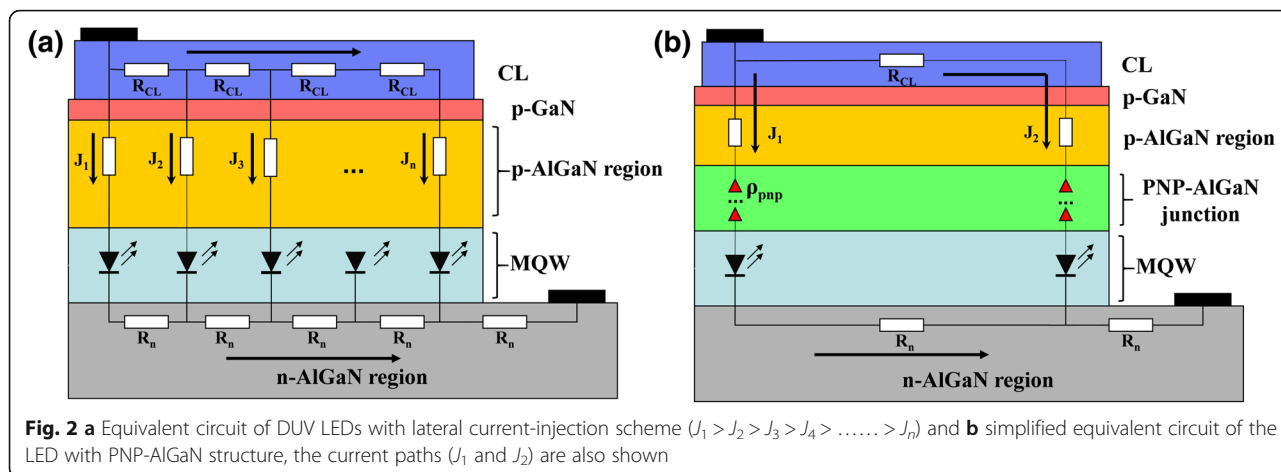 (a)
R_CL R_CL R_CL R_CL
CL
p-GaN
J_1 J_2 J_3 ... J_n
p-AlGaN region
MQW
R_n R_n R_n R_n R_n
n-AlGaN region
(b)
R_CL
CL
p-GaN
J_1 J_2
p-AlGaN region
ρ_pnp
... ...
PNP-AlGaN
junction
MQW
R_n R_n
n-AlGaN region
Fig. 2 a Equivalent circuit of DUV LEDs with lateral current-injection scheme (J_1 > J_2 > J_3 > J_4 > ...... > J_n) and b simplified equivalent circuit of the
LED with PNP-AlGaN structure, the current paths (J_1 and J_2) are also shown